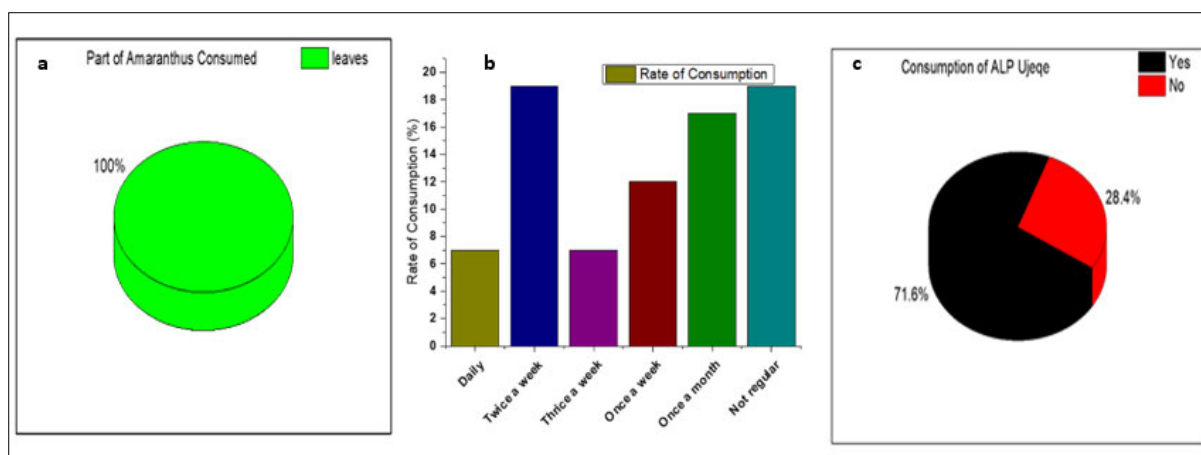 a
Part of Amaranthus Consumed
leaves
100%
b
Rate of Consumption
Rate of Consumption (%)
20
18
16
14
12
10
8
6
4
2
0
Daily
Twice a week
Thrice a week
Once a week
Once a month
Not regular
c
Consumption of ALP Ujeqe
Yes
No
28.4%
71.6%